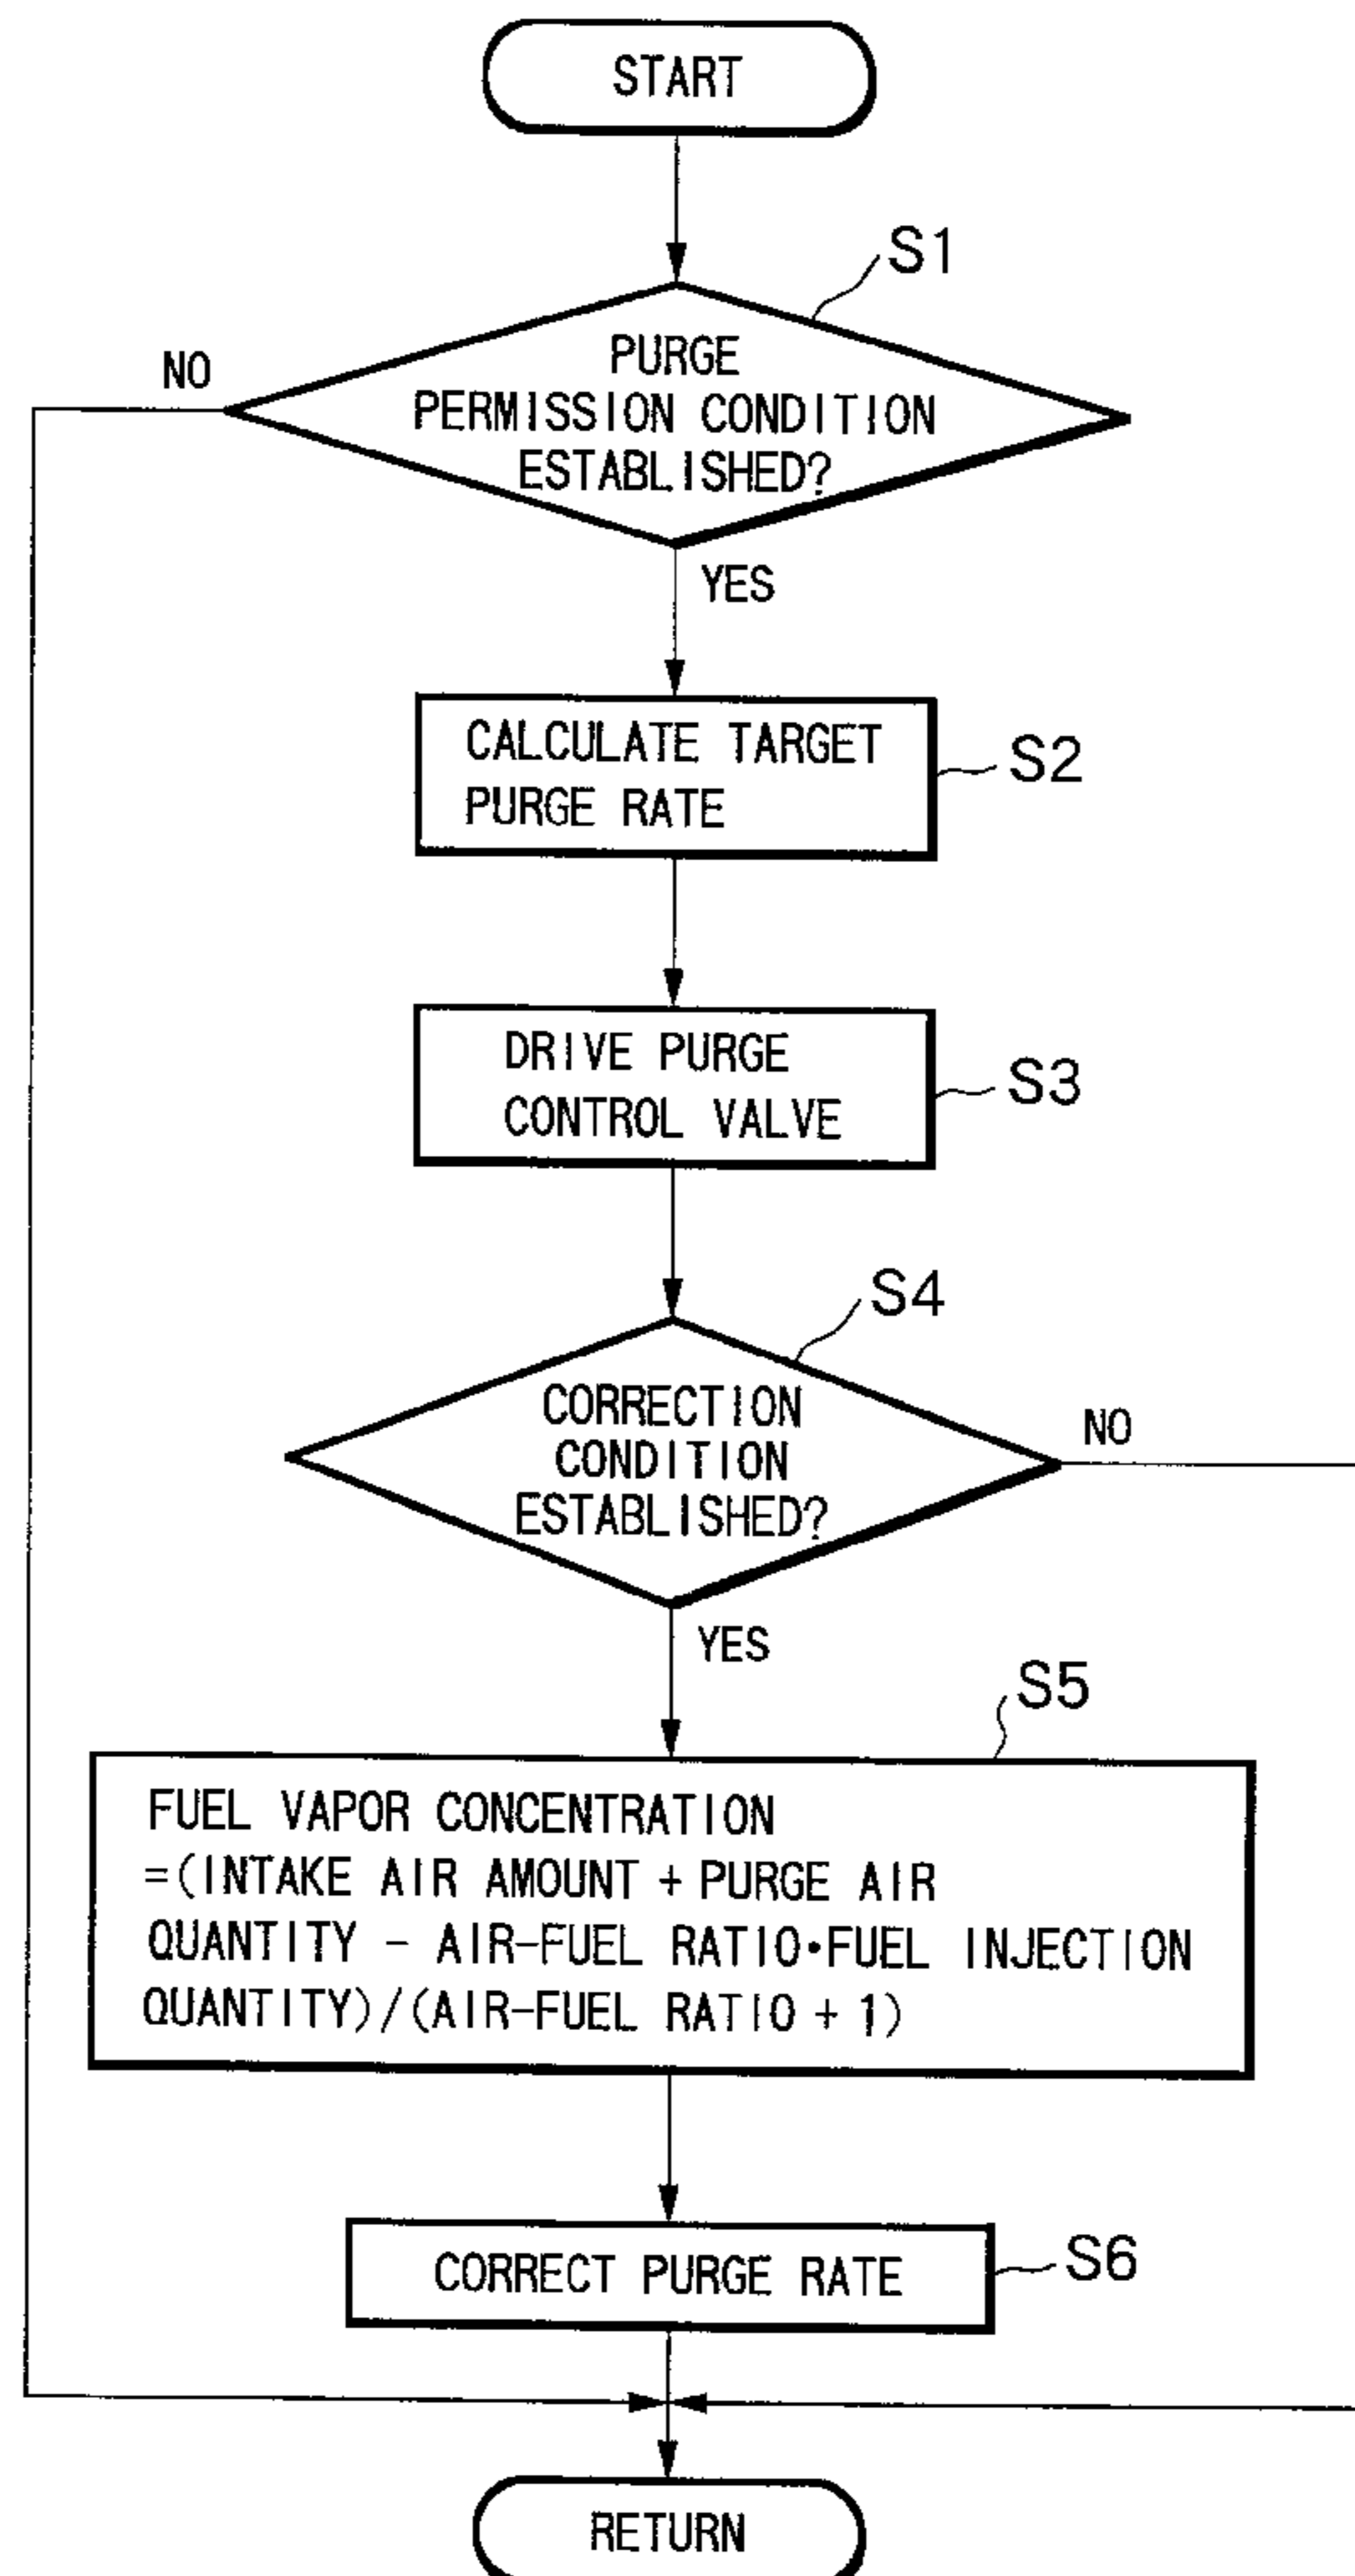 START
S1
NO
PURGE
PERMISSION CONDITION
ESTABLISHED?
YES
CALCULATE TARGET
PURGE RATE
S2
DRIVE PURGE
CONTROL VALVE
S3
S4
CORRECTION
CONDITION
ESTABLISHED?
NO
YES
S5
FUEL VAPOR CONCENTRATION
=(INTAKE AIR AMOUNT + PURGE AIR
QUANTITY - AIR-FUEL RATIO•FUEL INJECTION
QUANTITY)/(AIR-FUEL RATIO + 1)
CORRECT PURGE RATE
S6
RETURN